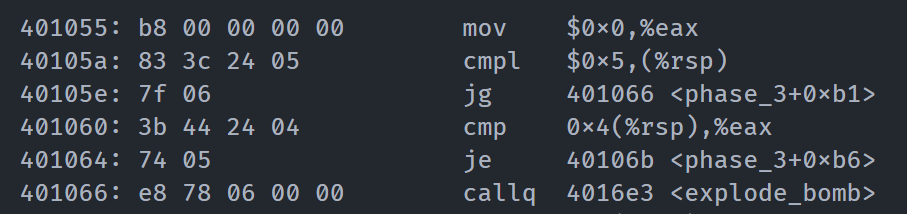 401055: b8 00 00 00 00 mov $0×0,%eax
40105a: 83 3c 24 05 cmpl $0×5,(%rsp)
40105e: 7f 06 jg 401066 <phase_3+0×b1>
401060: 3b 44 24 04 cmp 0×4(%rsp),%eax
401064: 74 05 je 40106b <phase_3+0×b6>
401066: e8 78 06 00 00 callq 4016e3 <explode_bomb>